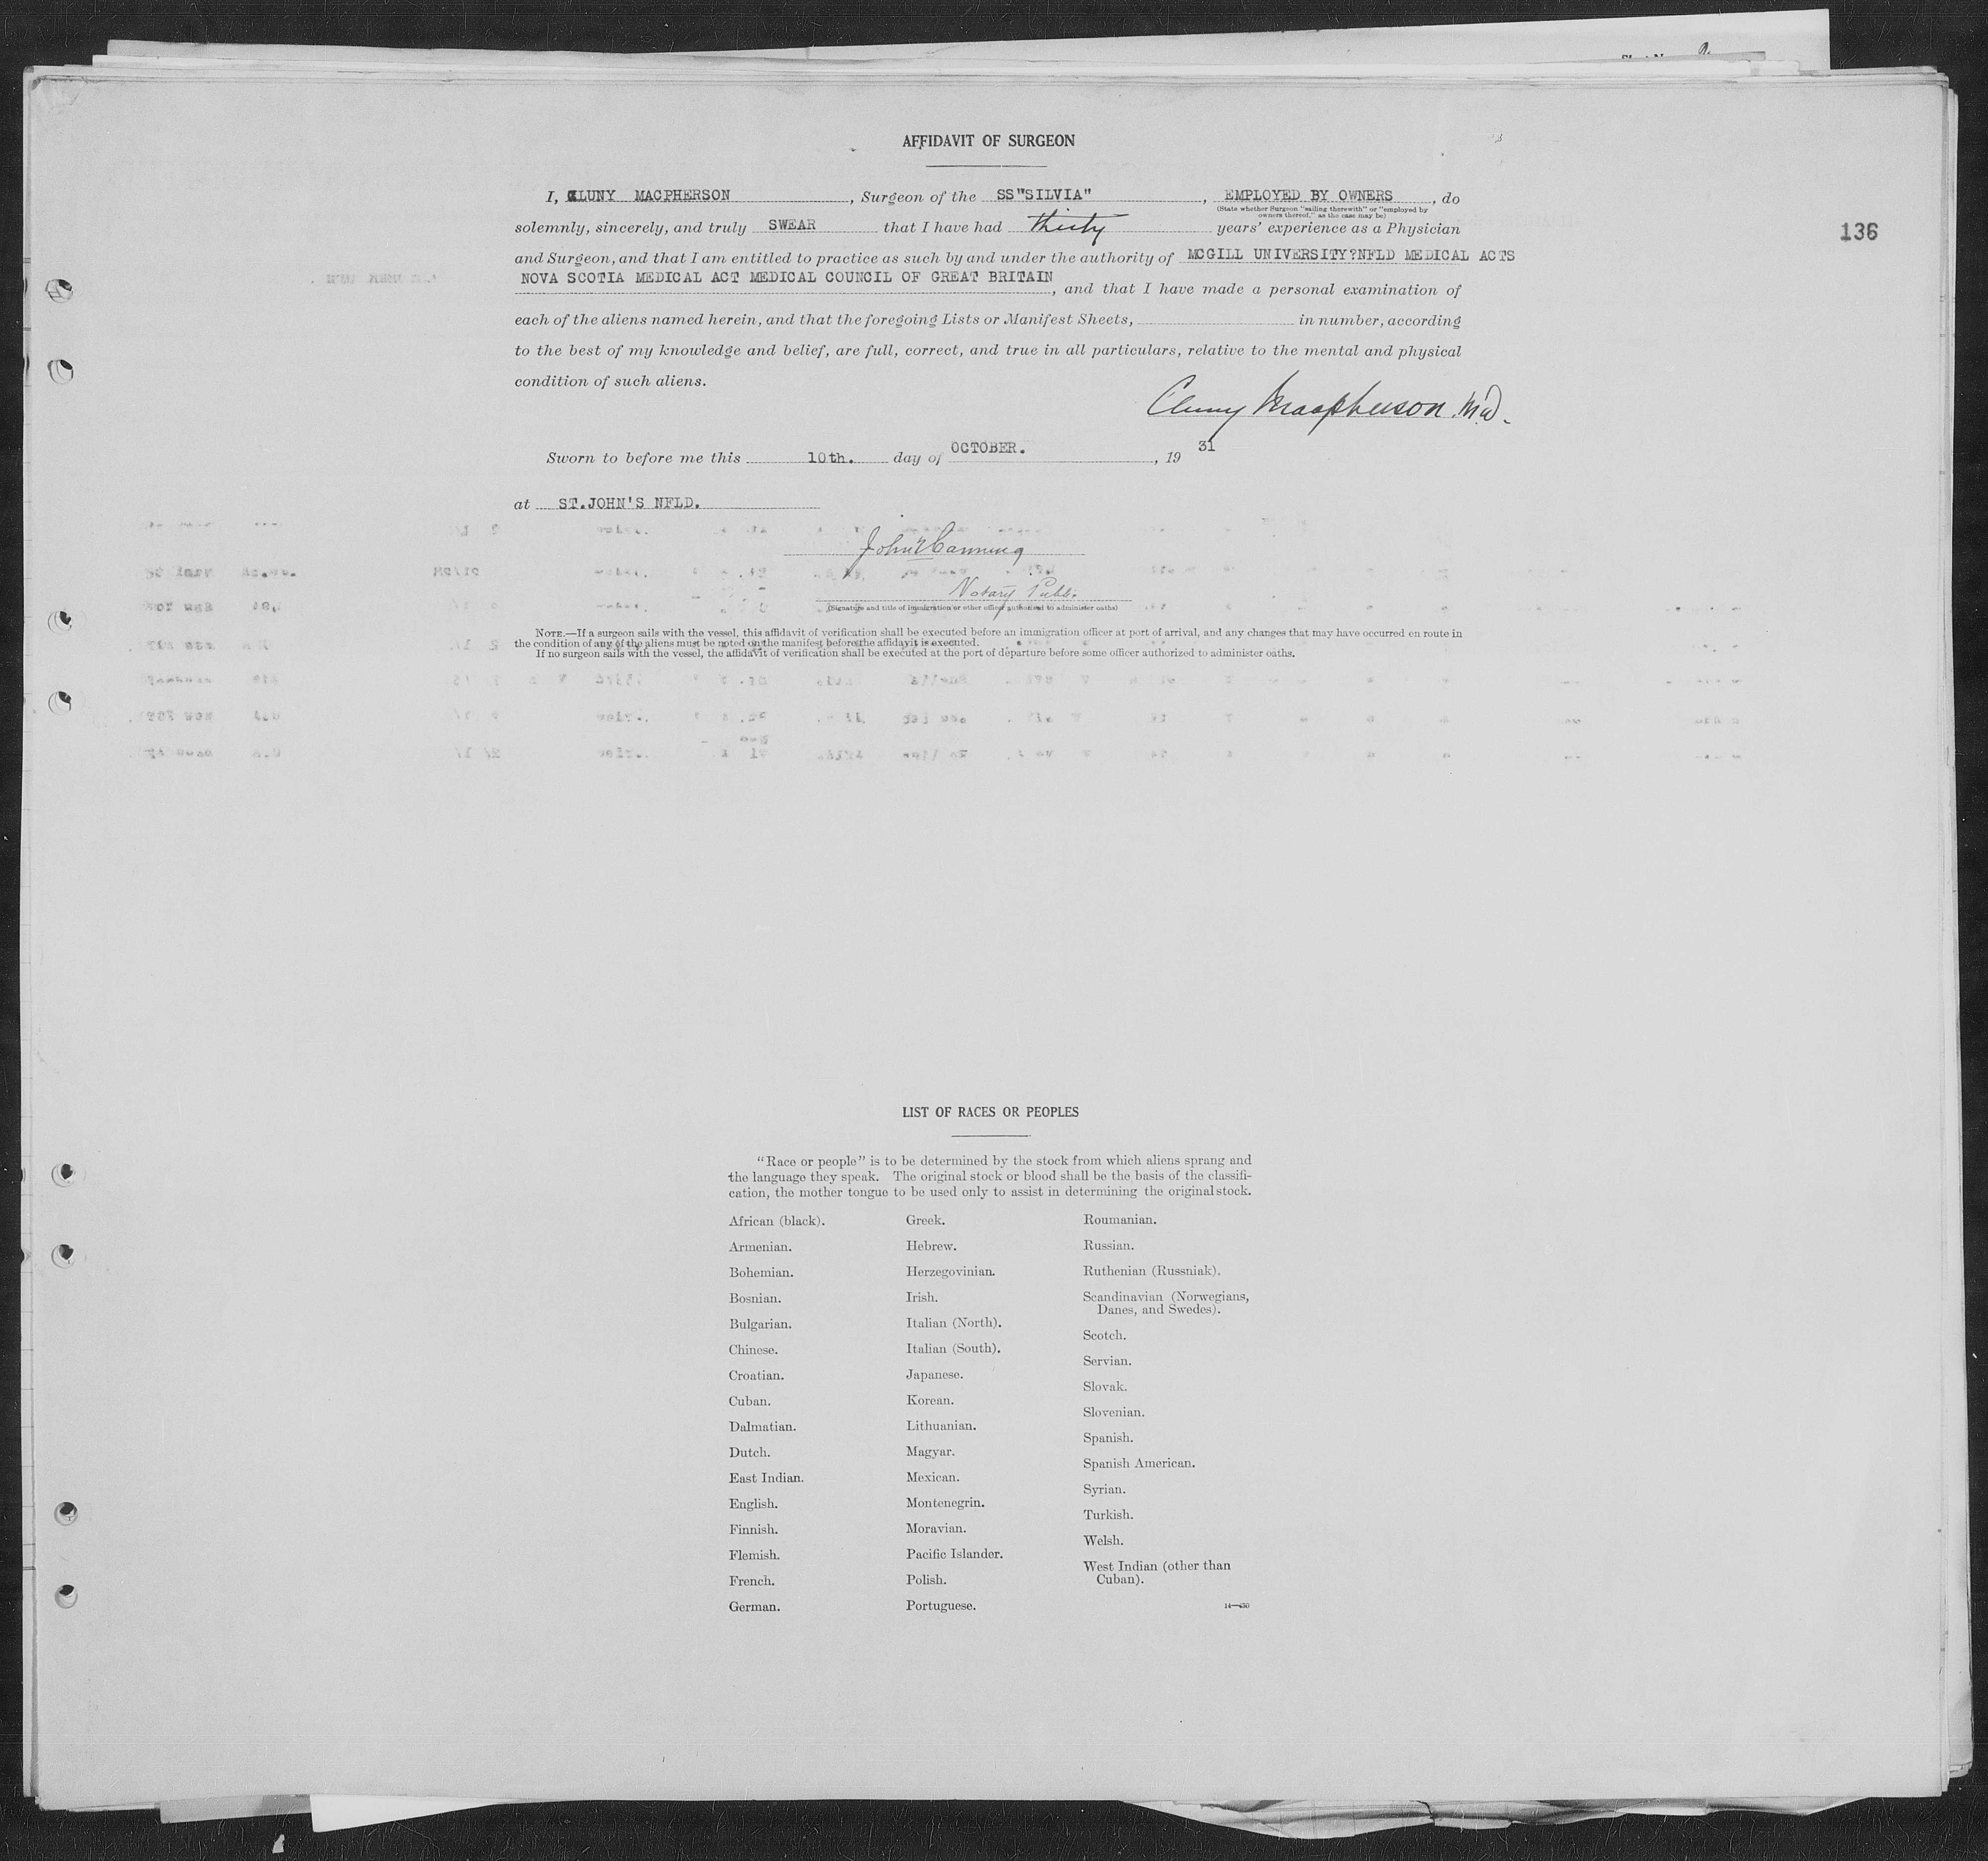 AFFIDAVIT OF SURGEON
I, CLUNY MACPHERSON, Surgeon of the SS"SILVIA", EMPLOYED BY OWNERS, do
(State whether Surgeon "sailing therewith" or "employed by
owners thereof," as the case may be)
solemnly, sincerely, and truly SWEAR that I have had thirty years' experience as a Physician
136
and Surgeon, and that I am entitled to practice as such by and under the authority of MCGILL UNIVERSITY?NFLD MEDICAL ACTS
NOVA SCOTIA MEDICAL ACT MEDICAL COUNCIL OF GREAT BRITAIN, and that I have made a personal examination of
each of the aliens named herein, and that the foregoing Lists or Manifest Sheets, in number, according
to the best of my knowledge and belief, are full, correct, and true in all particulars, relative to the mental and physical
condition of such aliens.
Cluny Macpherson. M.D.
Sworn to before me this 10th. day of OCTOBER., 19 31
at ST.JOHN'S NFLD.
John Canning
Notary Publ.
(Signature and title of immigration or other officer authorized to administer oaths)
NOTE.—If a surgeon sails with the vessel, this affidavit of verification shall be executed before an immigration officer at port of arrival, and any changes that may have occurred en route in
the condition of any of the aliens must be noted on the manifest before the affidavit is executed.
If no surgeon sails with the vessel, the affidavit of verification shall be executed at the port of departure before some officer authorized to administer oaths.
LIST OF RACES OR PEOPLES
"Race or people" is to be determined by the stock from which aliens sprang and
the language they speak. The original stock or blood shall be the basis of the classifi-
cation, the mother tongue to be used only to assist in determining the original stock.
African (black).
Armenian.
Bohemian.
Bosnian.
Bulgarian.
Chinese.
Croatian.
Cuban.
Dalmatian.
Dutch.
East Indian.
English.
Finnish.
Flemish.
French.
German.
Greek.
Hebrew.
Herzegovinian.
Irish.
Italian (North).
Italian (South).
Japanese.
Korean.
Lithuanian.
Magyar.
Mexican.
Montenegrin.
Moravian.
Pacific Islander.
Polish.
Portuguese.
Roumanian.
Russian.
Ruthenian (Russniak).
Scandinavian (Norwegians,
Danes, and Swedes).
Scotch.
Servian.
Slovak.
Slovenian.
Spanish.
Spanish American.
Syrian.
Turkish.
Welsh.
West Indian (other than
Cuban).
14—430